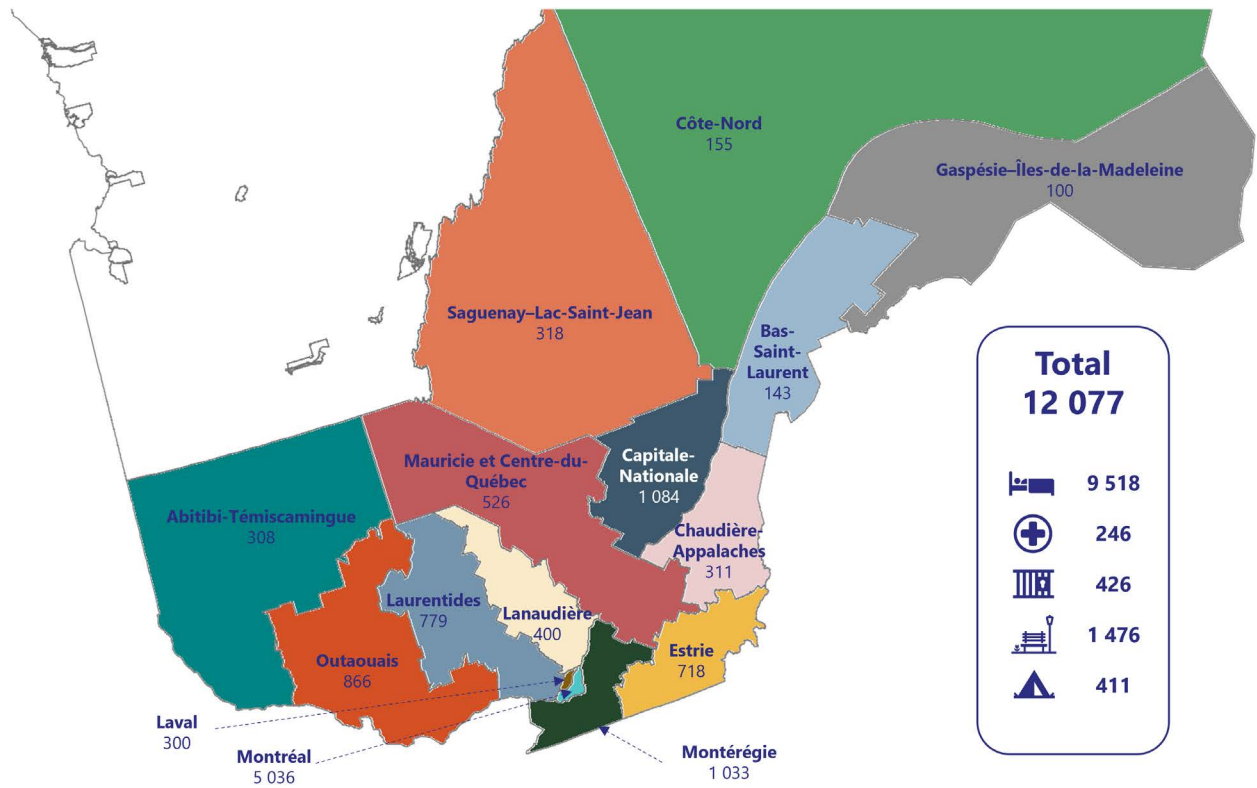 Côte-Nord
155
Gaspésie–Îles-de-la-Madeleine
100
Saguenay–Lac-Saint-Jean
318
Bas-
Saint-
Laurent
143
Total
12 077
Capitale-
Nationale
1 084
Mauricie et Centre-du-
Québec
526
9 518
Abitibi-Témiscamingue
308
Chaudière-
Appalaches
311
246
426
Laurentides
779
Lanaudière
400
1 476
Outaouais
866
Estrie
718
411
Laval
300
Montréal
5 036
Montérégie
1 033